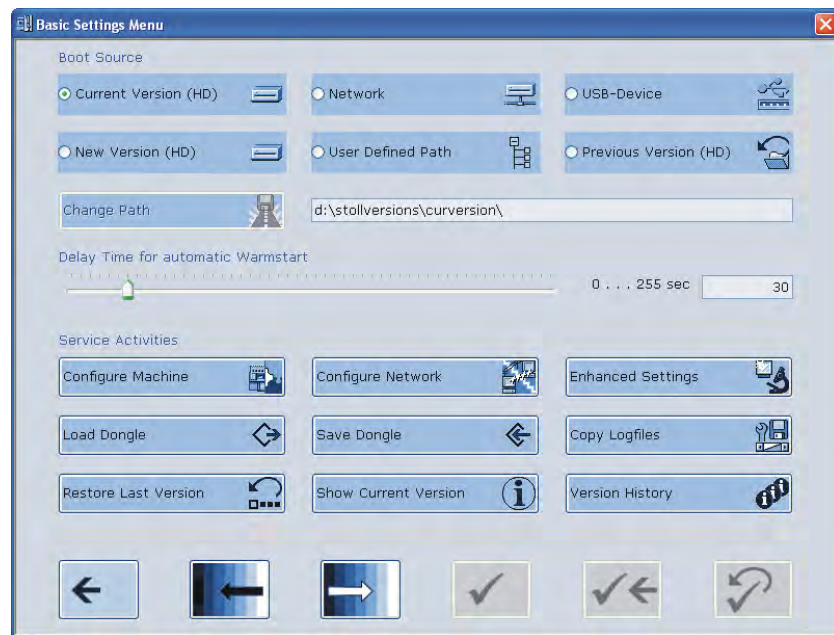 Basic Settings Menu
Boot Source
Current Version (HD)
Network
USB-Device
New Version (HD)
User Defined Path
Previous Version (HD)
Change Path
d:\stollversions\curversion\
Delay Time for automatic Warmstart
0 . . . 255 sec
30
Service Activities
Configure Machine
Configure Network
Enhanced Settings
Load Dongle
Save Dongle
Copy Logfiles
Restore Last Version
Show Current Version
Version History